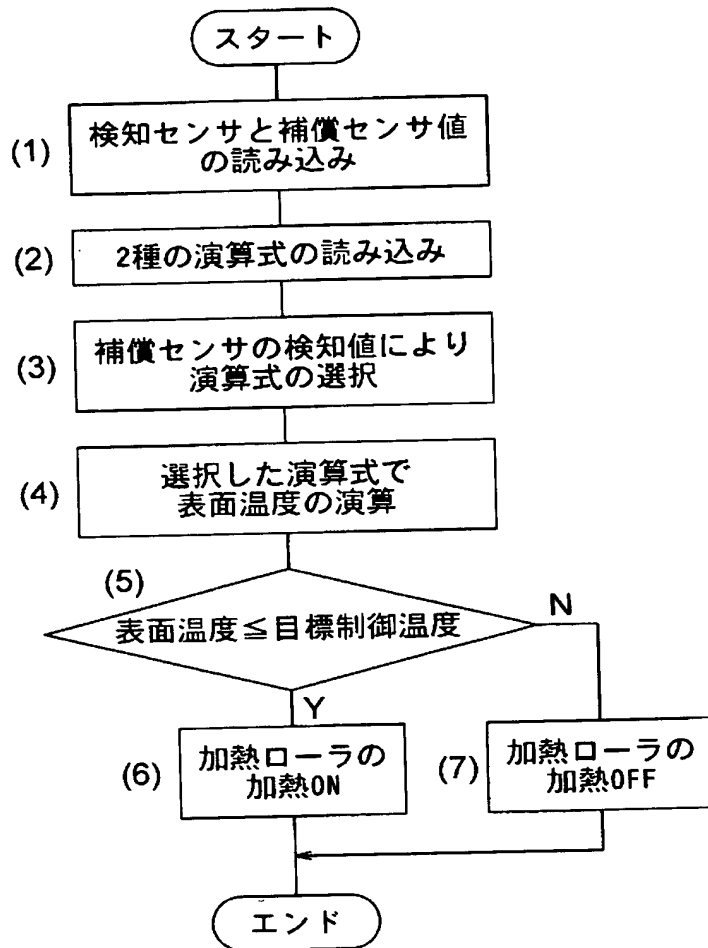 スタート
(1)
検知センサと補償センサ値
の読み込み
(2)
2種の演算式の読み込み
(3)
補償センサの検知値により
演算式の選択
(4)
選択した演算式で
表面温度の演算
(5)
表面温度≦目標制御温度
N
Y
(6)
加熱ローラの
加熱ON
(7)
加熱ローラの
加熱OFF
エンド